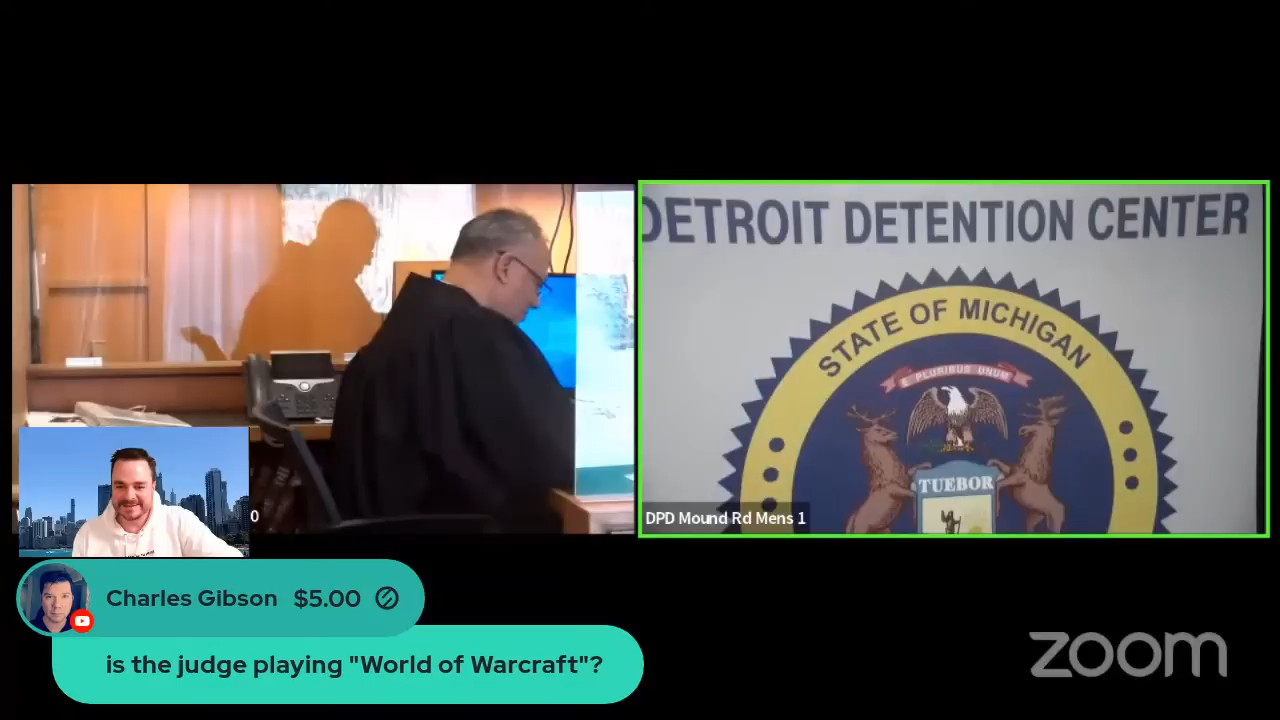 DETROIT DETENTION CENTER
STATE OF MICHIGAN
E PLURIBUS UNUM
TUEBOR
0
DPD Mound Rd Mens 1
Charles Gibson $5.00
is the judge playing "World of Warcraft"?
zoom